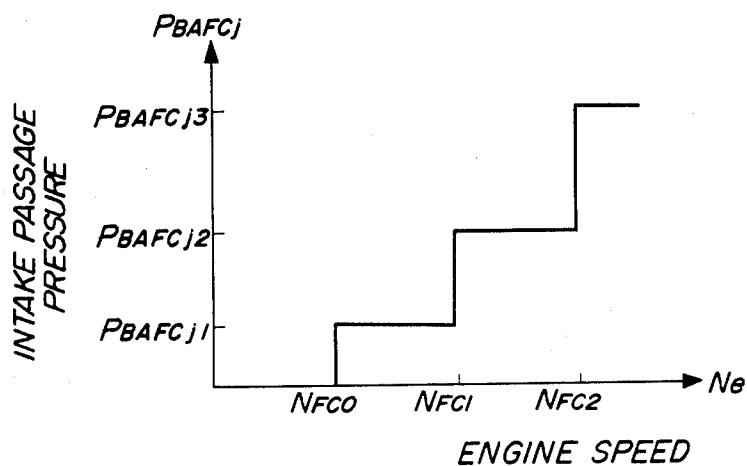 PBAFCj
PBAFCj3
PBAFCj2
PBAFCj1
INTAKE PASSAGE
PRESSURE
NFC0 NFC1 NFC2
Ne
ENGINE SPEED